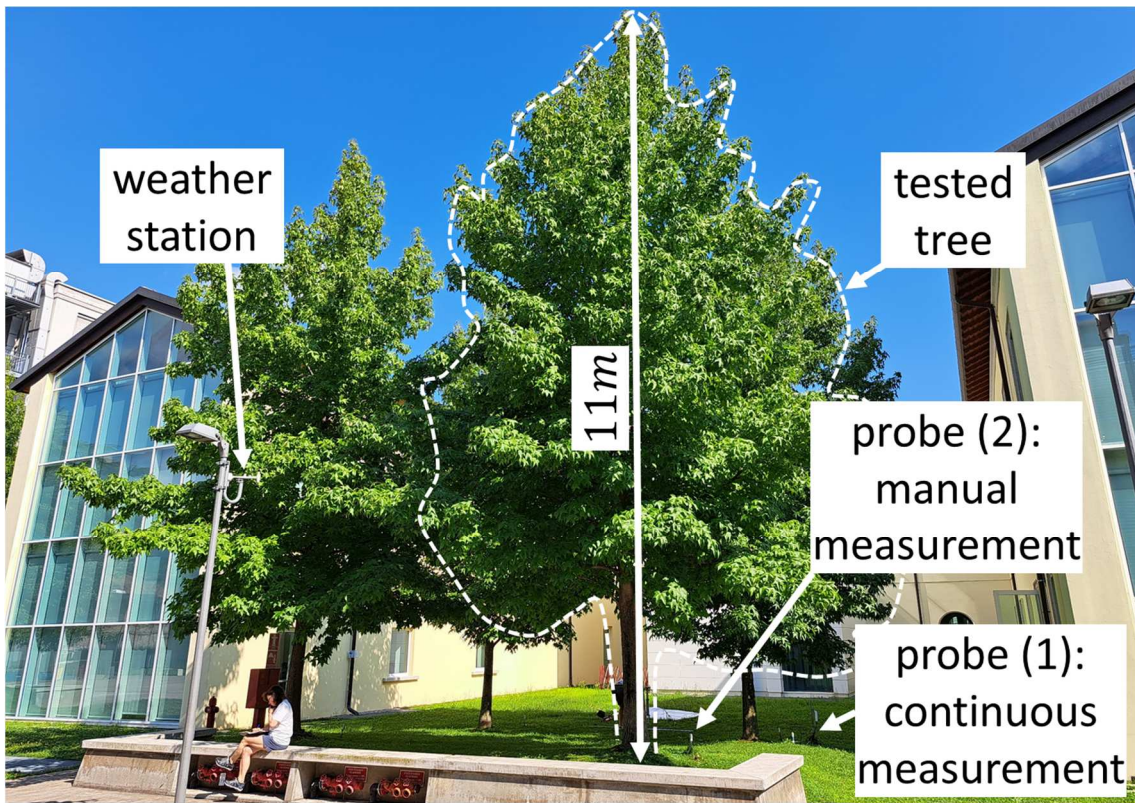 weather
station
tested
tree
11m
probe (2):
manual
measurement
probe (1):
continuous
measurement